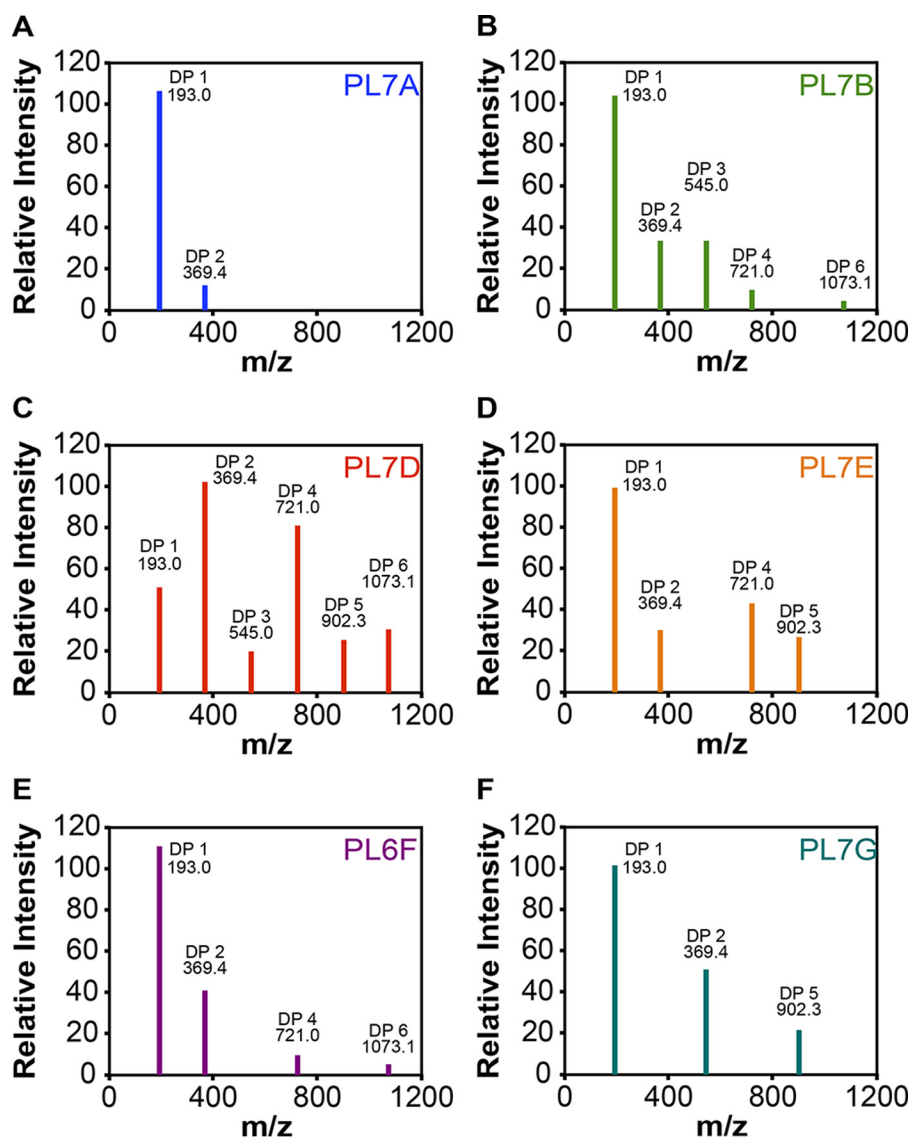 A
Relative Intensity
120
100
80
60
40
20
0
DP 1
193.0
DP 2
369.4
PL7A
0 400 800 1200
m/z
B
Relative Intensity
120
100
80
60
40
20
0
DP 1
193.0
DP 2
369.4
DP 3
545.0
DP 4
721.0
DP 6
1073.1
PL7B
0 400 800 1200
m/z
C
Relative Intensity
120
100
80
60
40
20
0
DP 1
193.0
DP 2
369.4
DP 3
545.0
DP 4
721.0
DP 5
902.3
DP 6
1073.1
PL7D
0 400 800 1200
m/z
D
Relative Intensity
120
100
80
60
40
20
0
DP 1
193.0
DP 2
369.4
DP 4
721.0
DP 5
902.3
PL7E
0 400 800 1200
m/z
E
Relative Intensity
120
100
80
60
40
20
0
DP 1
193.0
DP 2
369.4
DP 4
721.0
DP 6
1073.1
PL6F
0 400 800 1200
m/z
F
Relative Intensity
120
100
80
60
40
20
0
DP 1
193.0
DP 2
369.4
DP 5
902.3
PL7G
0 400 800 1200
m/z